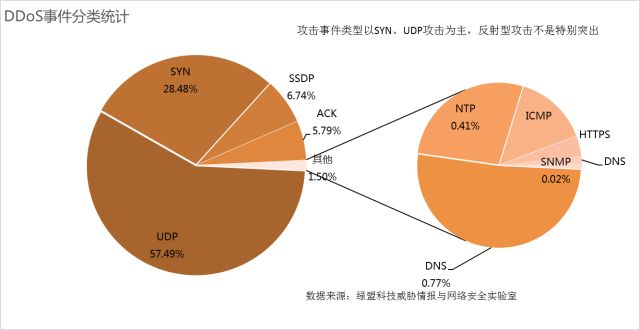 DDoS事件分类统计
攻击事件类型以SYN、UDP攻击为主，反射型攻击不是特别突出
SYN
28.48%
SSDP
6.74%
ACK
5.79%
其他
1.50%
UDP
57.49%
NTP
0.41%
ICMP
HTTPS
DNS
SNMP
0.02%
DNS
0.77%
数据来源：绿盟科技威胁情报与网络安全实验室